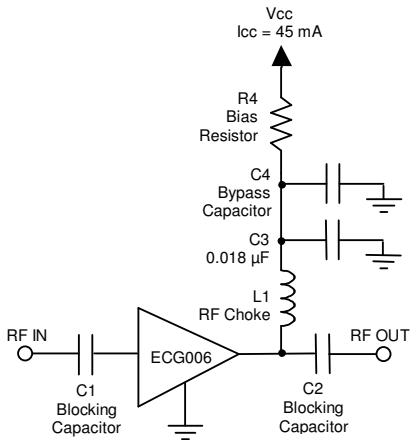 Vcc
Icc = 45 mA
R4
Bias
Resistor
C4
Bypass
Capacitor
C3
0.018 µF
L1
RF Choke
RF IN
ECG006
RF OUT
C1
Blocking
Capacitor
C2
Blocking
Capacitor